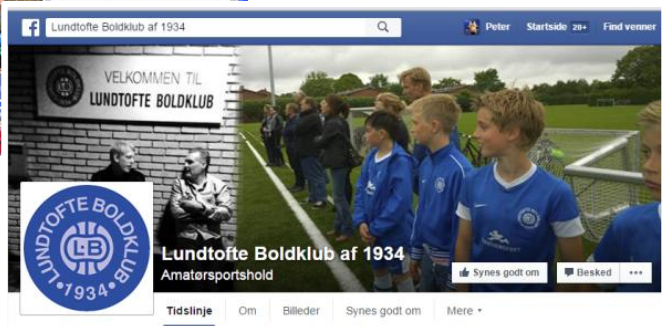 Lundtofte Boldklub af 1934
Peter
Startside 20+
Find venner
VELKOMMEN TIL
LUNDTOFTE BOLDKLUB
LUNDTOFTE BOLDKLUB
LB
• 1934 •
Lundtofte Boldklub af 1934
Amatørsportshold
Synes godt om
Besked
•••
Tidslinje
Om
Billeder
Synes godt om
Mere